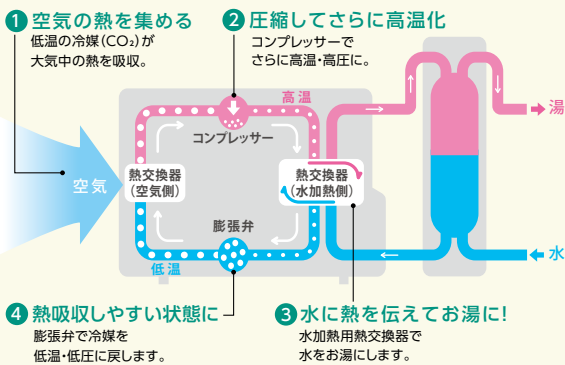 1 空気の熱を集める
低温の冷媒(CO₂)が
大気中の熱を吸収。
2 圧縮してさらに高温化
コンプレッサーで
さらに高温・高圧に。
高温
コンプレッサー
湯
空気
熱交換器
(空気側)
熱交換器
(水加熱側)
膨張弁
低温
水
4 熱吸収しやすい状態に
膨張弁で冷媒を
低温・低圧に戻します。
3 水に熱を伝えてお湯に!
水加熱用熱交換器で
水をお湯にします。